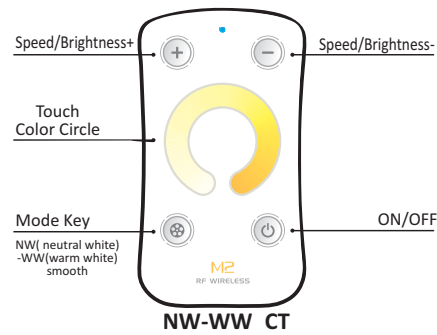 Speed/Brightness+
Speed/Brightness-
Touch
Color Circle
Mode Key
NW( neutral white)
-WW(warm white)
smooth
ON/OFF
M2
RF WIRELESS
NW-WW CT